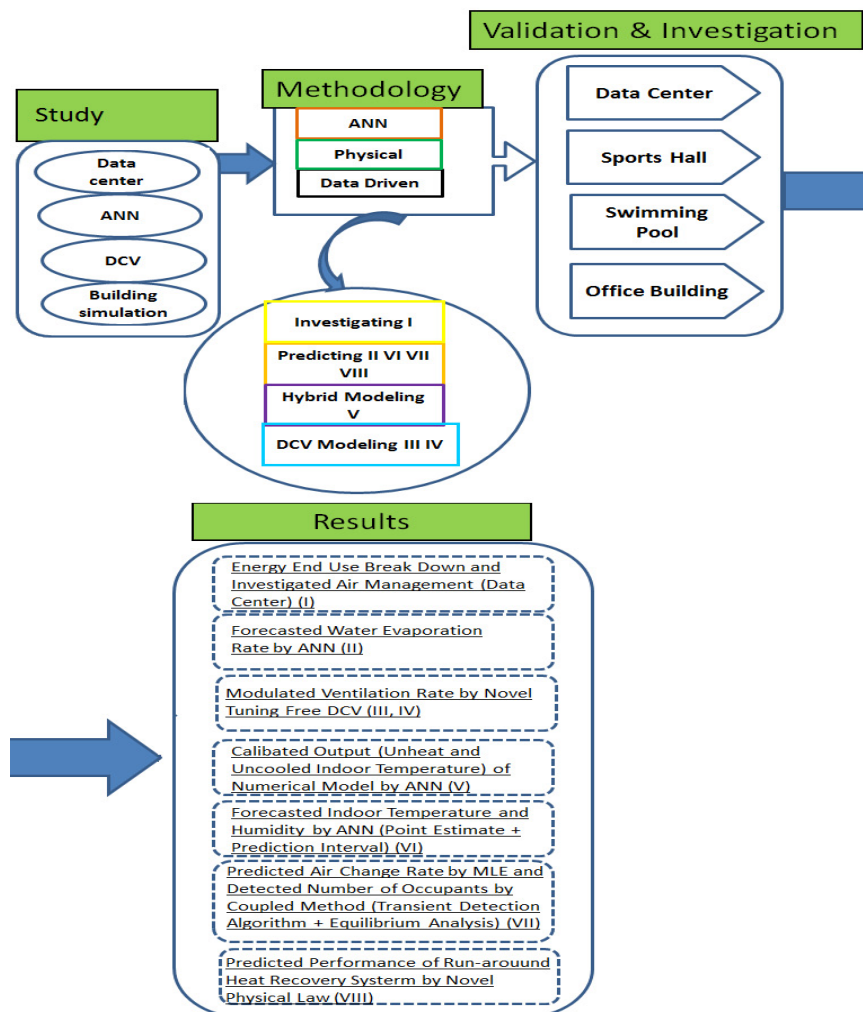 Study
Data
center
ANN
DCV
Building
simulation
Methodology
ANN
Physical
Data Driven
Investigating I
Predicting II VI VII
VIII
Hybrid Modeling
V
DCV Modeling III IV
Validation & Investigation
Data Center
Sports Hall
Swimming
Pool
Office Building
Results
Energy End Use Break Down and
Investigated Air Management (Data
Center) (I)
Forecasted Water Evaporation
Rate by ANN (II)
Modulated Ventilation Rate by Novel
Tuning Free DCV (III, IV)
Calibated Output (Unheat and
Uncooled Indoor Temperature) of
Numerical Model by ANN (V)
Forecasted Indoor Temperature and
Humidity by ANN (Point Estimate +
Prediction Interval) (VI)
Predicted Air Change Rate by MLE and
Detected Number of Occupants by
Coupled Method (Transient Detection
Algorithm + Equilibrium Analysis) (VII)
Predicted Performance of Run-arouund
Heat Recovery Systerm by Novel
Physical Law (VIII)